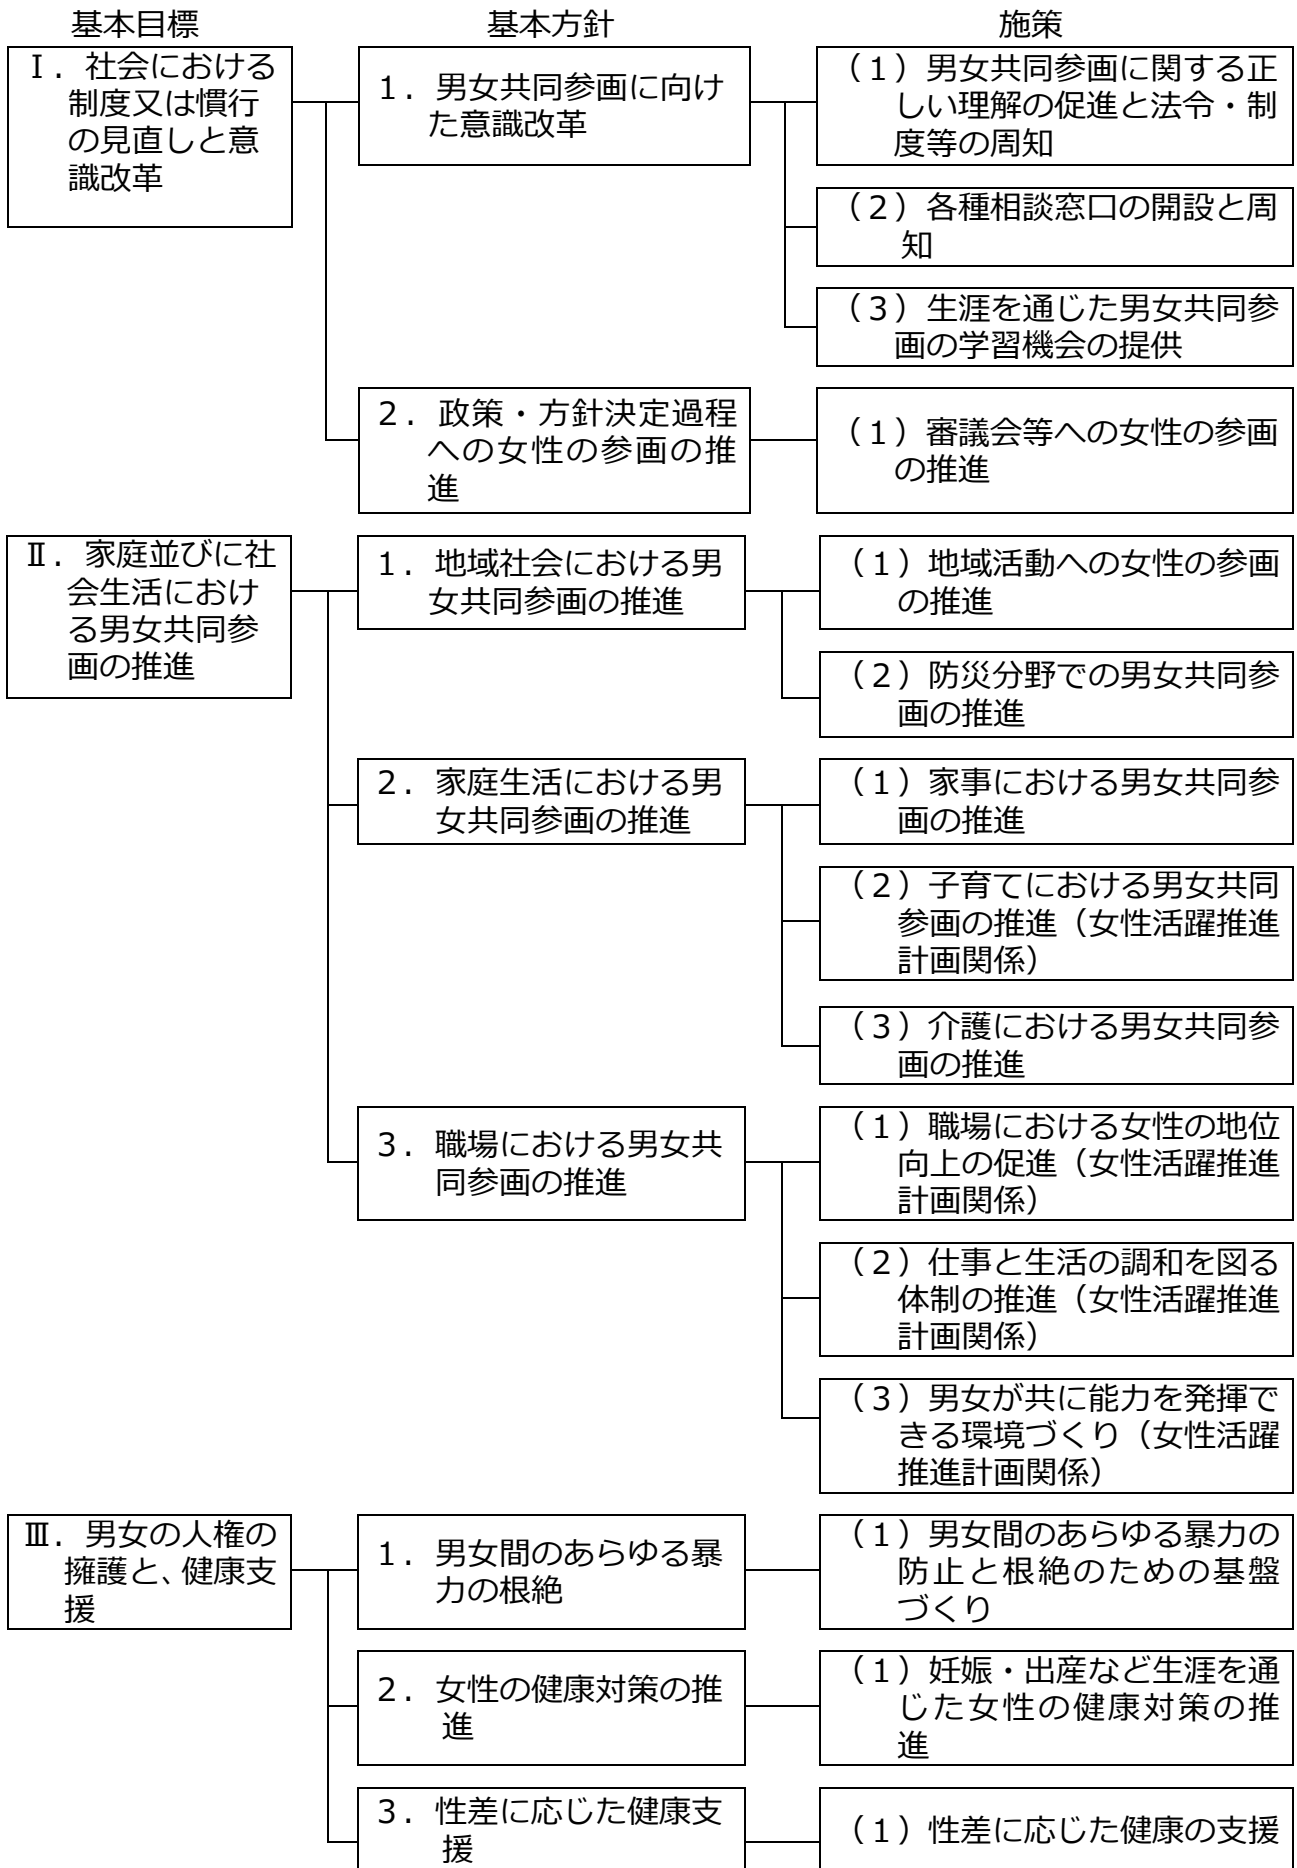 基本目標
基本方針
施策
Ⅰ．社会における
制度又は慣行
の見直しと意
識改革
１．男女共同参画に向け
た意識改革
（１）男女共同参画に関する正
しい理解の促進と法令・制
度等の周知
（２）各種相談窓口の開設と周
知
（３）生涯を通じた男女共同参
画の学習機会の提供
２．政策・方針決定過程
への女性の参画の推
進
（１）審議会等への女性の参画
の推進
Ⅱ．家庭並びに社
会生活におけ
る男女共同参
画の推進
１．地域社会における男
女共同参画の推進
（１）地域活動への女性の参画
の推進
（２）防災分野での男女共同参
画の推進
２．家庭生活における男
女共同参画の推進
（１）家事における男女共同参
画の推進
（２）子育てにおける男女共同
参画の推進（女性活躍推進
計画関係）
（３）介護における男女共同参
画の推進
３．職場における男女共
同参画の推進
（１）職場における女性の地位
向上の促進（女性活躍推進
計画関係）
（２）仕事と生活の調和を図る
体制の推進（女性活躍推進
計画関係）
（３）男女が共に能力を発揮で
きる環境づくり（女性活躍
推進計画関係）
Ⅲ．男女の人権の
擁護と、健康支
援
１．男女間のあらゆる暴
力の根絶
（１）男女間のあらゆる暴力の
防止と根絶のための基盤
づくり
２．女性の健康対策の推
進
（１）妊娠・出産など生涯を通
じた女性の健康対策の推
進
３．性差に応じた健康支
援
（１）性差に応じた健康の支援